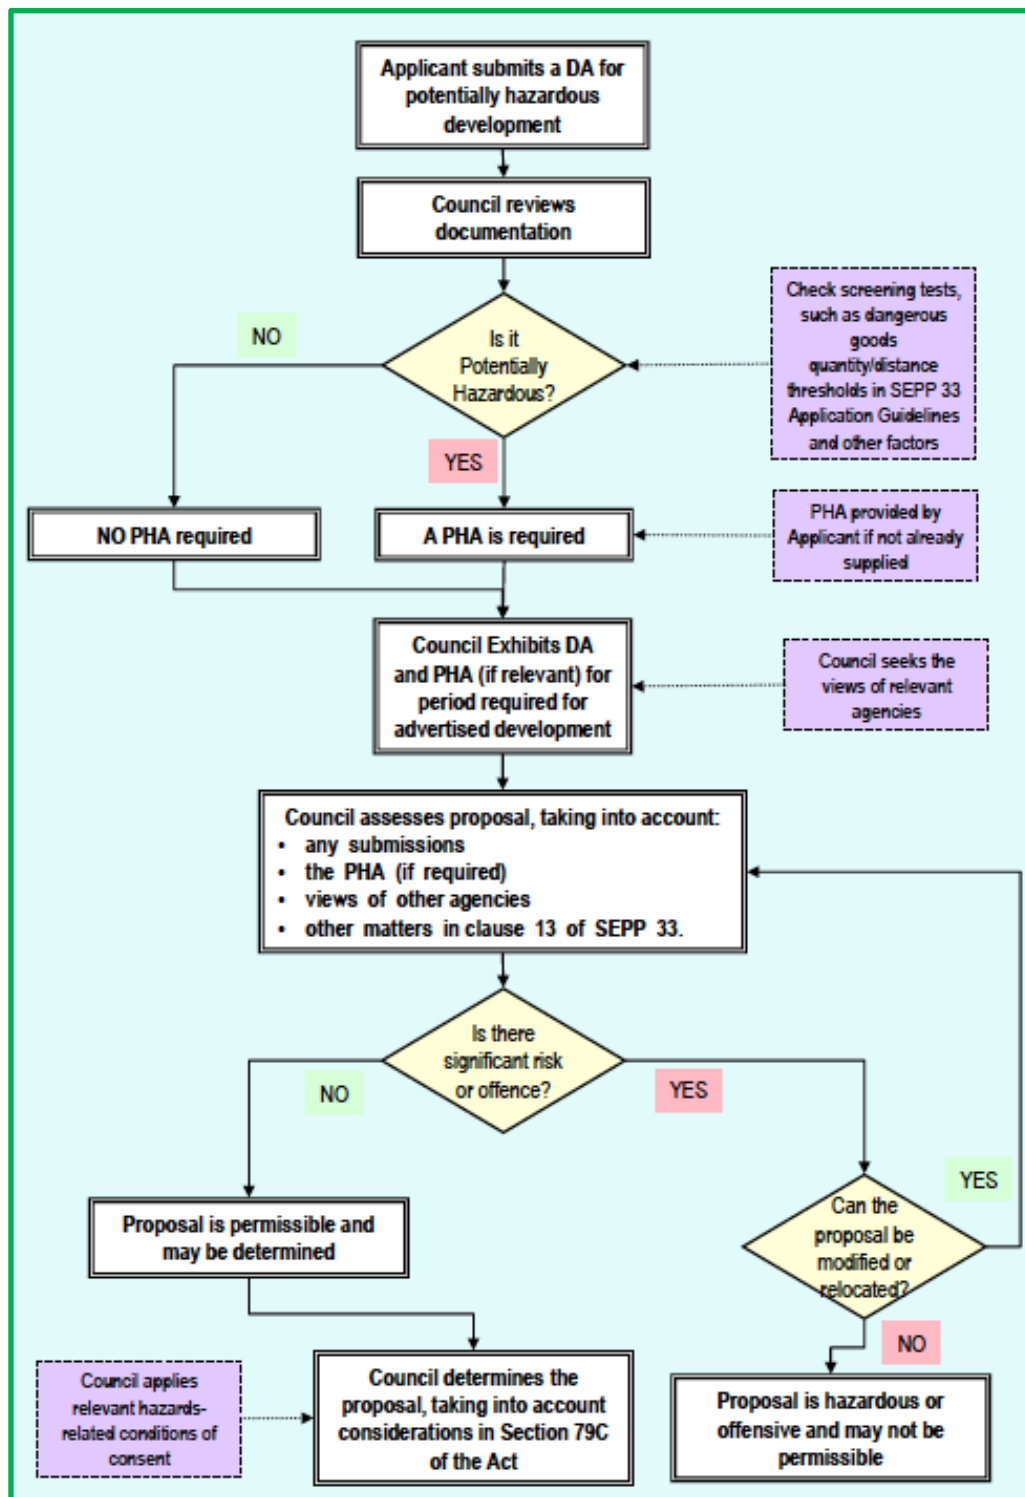 Applicant submits a DA for
potentially hazardous
development
Council reviews
documentation
Check screening tests,
such as dangerous
goods
quantity/distance
thresholds in SEPP 33
Application Guidelines
and other factors
NO
Is it
Potentially
Hazardous?
YES
NO PHA required
A PHA is required
PHA provided by
Applicant if not already
supplied
Council Exhibits DA
and PHA (if relevant) for
period required for
advertised development
Council seeks the
views of relevant
agencies
Council assesses proposal, taking into account:
• any submissions
• the PHA (if required)
• views of other agencies
• other matters in clause 13 of SEPP 33.
Is there
significant risk
or offence?
NO
YES
YES
Proposal is permissible and
may be determined
Can the
proposal be
modified or
relocated?
NO
Council applies
relevant hazards-
related conditions of
consent
Council determines the
proposal, taking into account
considerations in Section 79C
of the Act
Proposal is hazardous or
offensive and may not be
permissible